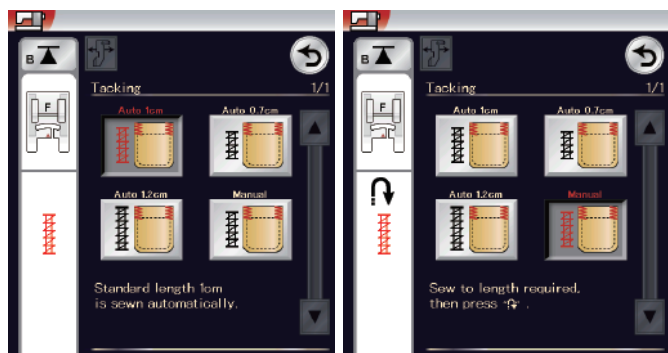 B
F
Tacking 1/1
Auto 1cm Auto 0.7cm
Auto 1.2cm Manual
Standard length 1cm
is sewn automatically.
B
F
Tacking 1/1
Auto 1cm Auto 0.7cm
Auto 1.2cm Manual
Sew to length required,
then press .